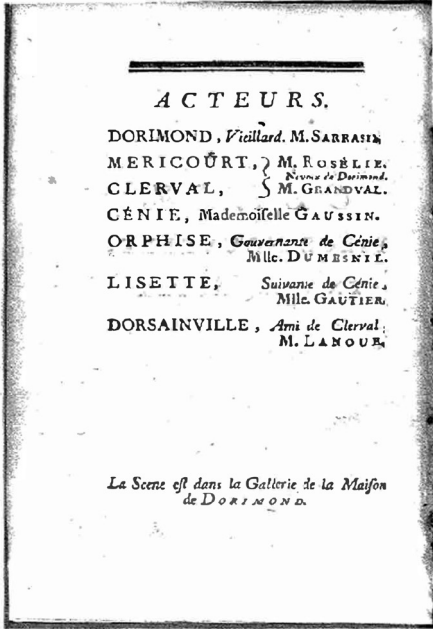 ACTEURS.
DORIMOND, Vieillard. M. SARRASIN,
MERICOURT, } M. ROSÉLIE.
Neveux de Dorimond.
CLERVAL, } M. GRANDVAL.
CÉNIE, Mademoiſelle GAUSSIN.
ORPHISE, Gouvernante de Cénie,
Mlle. DUMESNIL.
LISETTE, Suivante de Cénie,
Mlle. GAUTIER,
DORSAINVILLE, Ami de Clerval;
M. LANOUE,
La Scene eſt dans la Gallerie de la Maiſon
de DORIMOND.